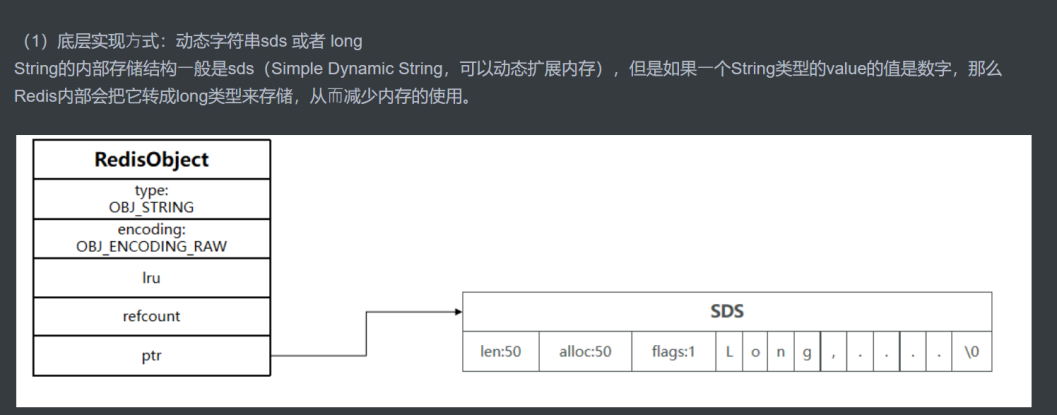 （1）底层实现方式：动态字符串sds 或者 long
String的内部存储结构一般是sds（Simple Dynamic String，可以动态扩展内存），但是如果一个String类型的value的值是数字，那么
Redis内部会把它转成long类型来存储，从而减少内存的使用。
RedisObject
type:
OBJ_STRING
encoding:
OBJ_ENCODING_RAW
lru
refcount
ptr
SDS
len:50 alloc:50 flags:1 L o n g , . . . . \0